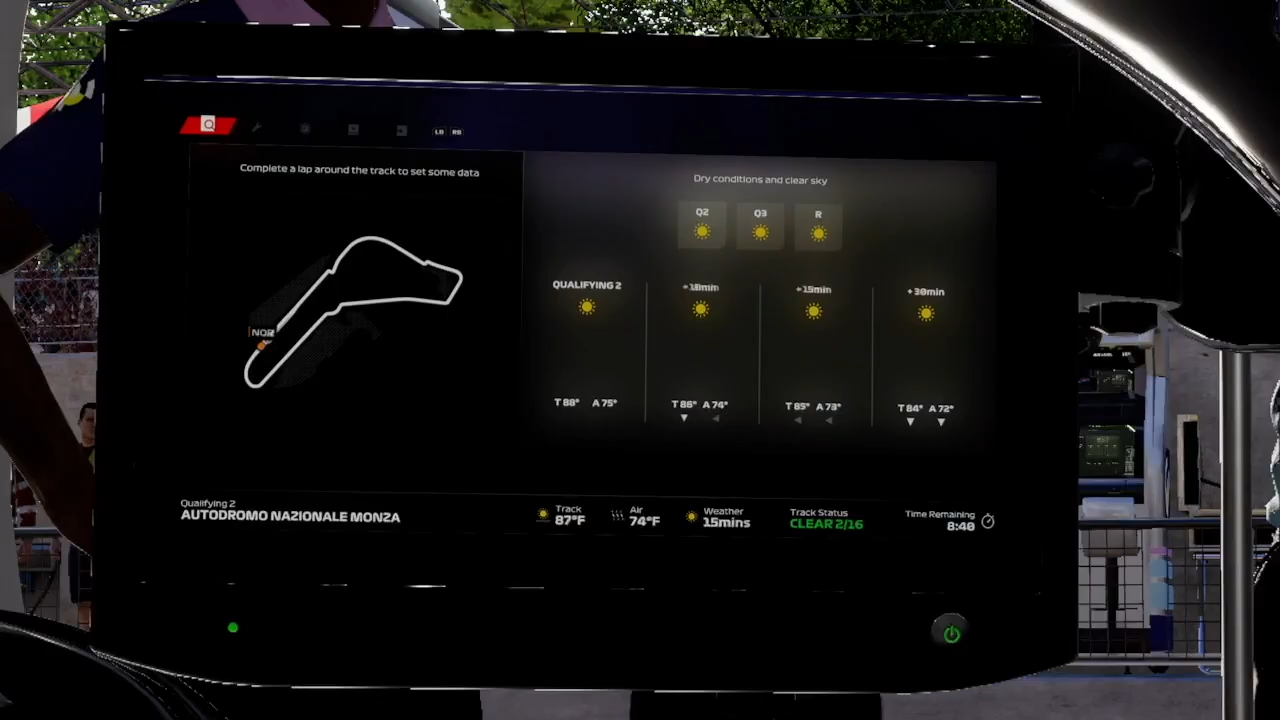 LB RB
Complete a lap around the track to set some data
NOR
Dry conditions and clear sky
Q2 Q3 R
QUALIFYING 2
T 88° A 75°
T 86° A 74°
+15min
T 85° A 73°
+30min
T 84° A 72°
Qualifying 2
AUTODROMO NAZIONALE MONZA
Track
87°F
Air
74°F
Weather
15mins
Track Status
CLEAR 2/16
Time Remaining
8:40